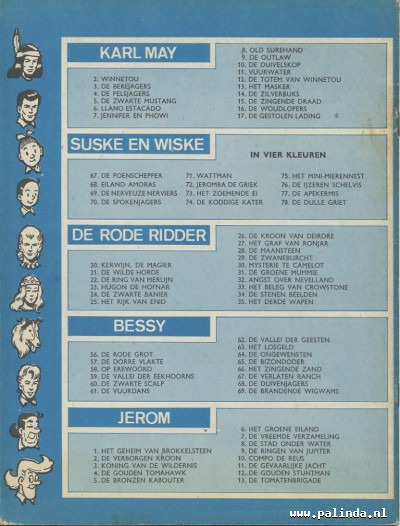 KARL MAY
2. WINNETOU
3. DE BEREJAGERS
4. DE PELSJAGERS
5. DE ZWARTE MUSTANG
6. LLANO ESTACADO
7. JENNIFER EN PHOWI
8. OLD SUREHAND
9. DE OUTLAW
10. DE DUIVELSKOP
11. VUURWATER
12. DE TOTEM VAN WINNETOU
13. HET MASKER
14. DE ZILVERBUKS
15. DE ZINGENDE DRAAD
16. DE WOUDLOPERS
17. DE GESTOLEN LADING
SUSKE EN WISKE
IN VIER KLEUREN
67. DE POENSCHEPPER
68. EILAND AMORAS
69. DE NERVEUZE NERVIERS
70. DE SPOKENJAGERS
71. WATTMAN
72. JEROMBA DE GRIEK
73. HET ZOEMENDE EI
74. DE KODDIGE KATER
75. HET MINI-MIERENNEST
76. DE IJZEREN SCHELVIS
77. DE APEKERMIS
78. DE DULLE GRIET
DE RODE RIDDER
20. KERWIJN, DE MAGIER
21. DE WILDE HORDE
22. DE RING VAN MERLIJN
23. HUGON DE HOFNAR
24. DE ZWARTE BANIER
25. HET RIJK VAN ENID
26. DE KROON VAN DEIRDRE
27. HET GRAF VAN RONJAR
28. DE MAANSTEEN
29. DE ZWANEBURCHT
30. MYSTERIE TE CAMELOT
31. DE GROENE MUMMIE
32. ANGST OVER NEVELLAND
33. HET BELEG VAN CROWSTONE
34. DE STENEN BEELDEN
35. HET DERDE WAPEN
BESSY
56. DE RODE GROT
57. DE DORRE VLAKTE
58. OP EREWOORD
59. DE VALLEI DER EEKHOORNS
60. DE ZWARTE SCALP
61. DE VUURDANS
62. DE VALLEI DER GEESTEN
63. HET LOSGELD
64. DE ONGEWENSTEN
65. DE BIZONDODER
66. HET ZINGENDE ZAND
67. DE VERLATEN RANCH
68. DE DUIVENJAGERS
69. DE BRANDENDE WIGWAMS
JEROM
1. HET GEHEIM VAN BROKKELSTEEN
2. DE VERBORGEN KROON
3. KONING VAN DE WILDERNIS
4. DE GOUDEN TOMAHAWK
5. DE BRONZEN KABOUTER
6. HET GROENE EILAND
7. DE VREEMDE VERZAMELING
8. DE STAD ONDER WATER
9. DE RINGEN VAN JUPITER
10. COMPO DE REUS
11. DE GEVAARLIJKE JACHT
12. DE GOUDEN STUNTMAN
13. DE TOMATENBRIGADE
www.palinda.nl